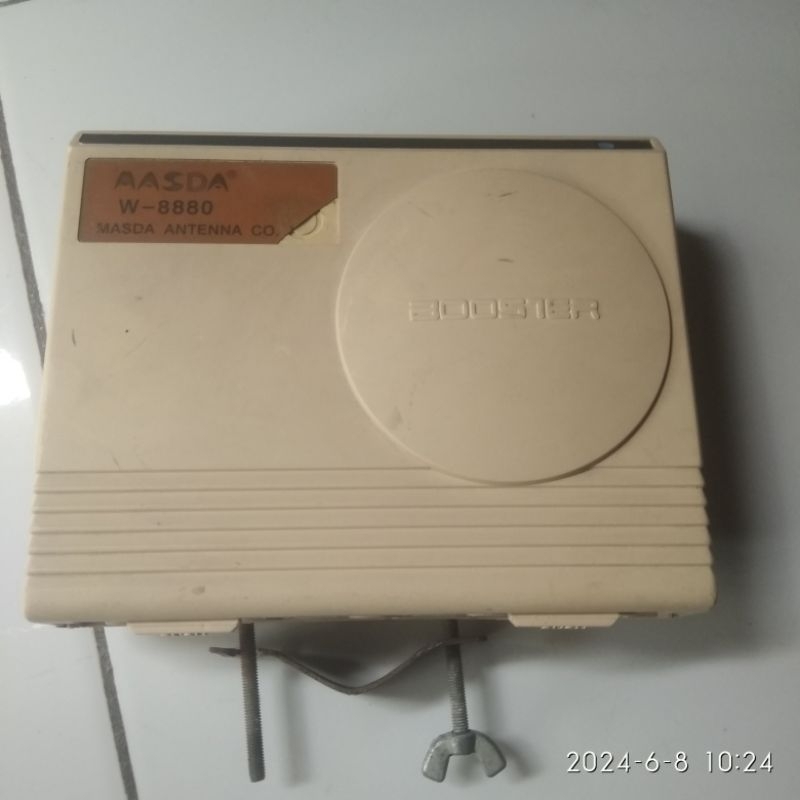 AASDA®
W-8880
MASDA ANTENNA CO.
BOOSTER
2024-6-8 10:24